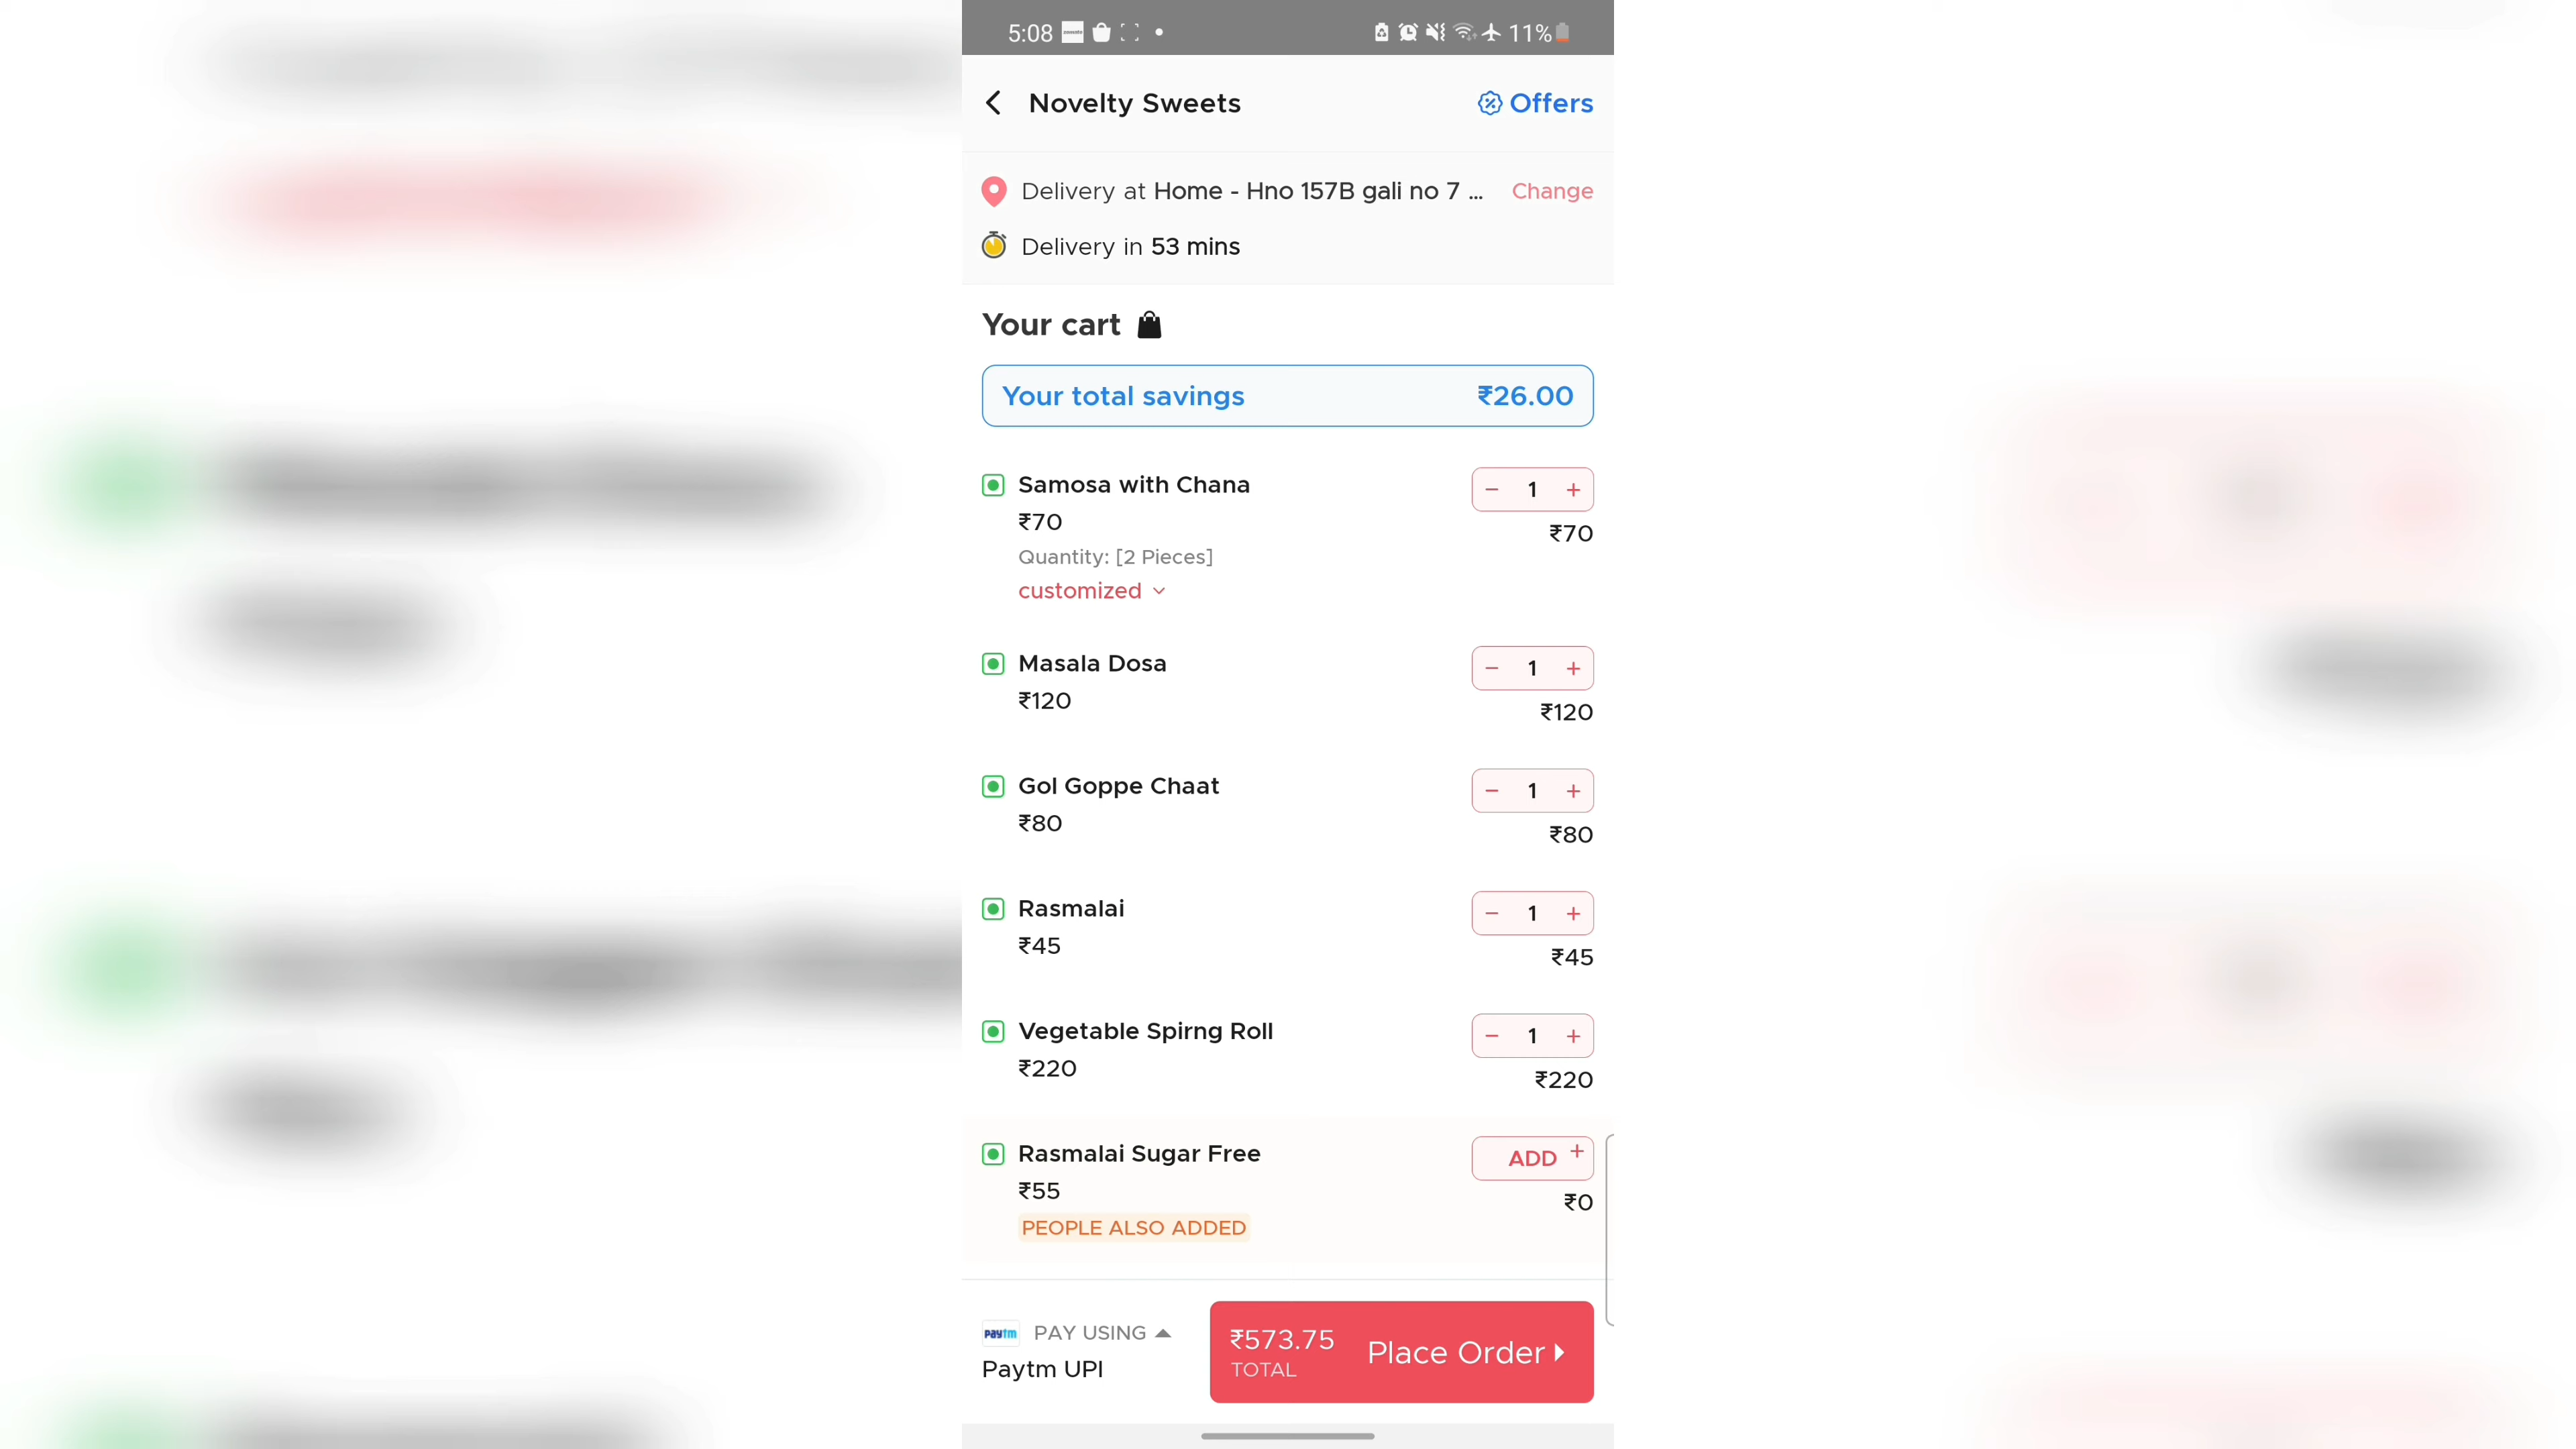 5:08 11%
Novelty Sweets Offers
Delivery at Home - Hno 157B gali no 7 ... Change
Delivery in 53 mins
Your cart
Your total savings ₹26.00
Samosa with Chana - 1 +
₹70 ₹70
Quantity: [2 Pieces]
customized
Masala Dosa - 1 +
₹120 ₹120
Gol Goppe Chaat - 1 +
₹80 ₹80
Rasmalai - 1 +
₹45 ₹45
Vegetable Spirng Roll - 1 +
₹220 ₹220
Rasmalai Sugar Free ADD +
₹55 ₹0
PEOPLE ALSO ADDED
paytm PAY USING ₹573.75 Place Order
Paytm UPI TOTAL